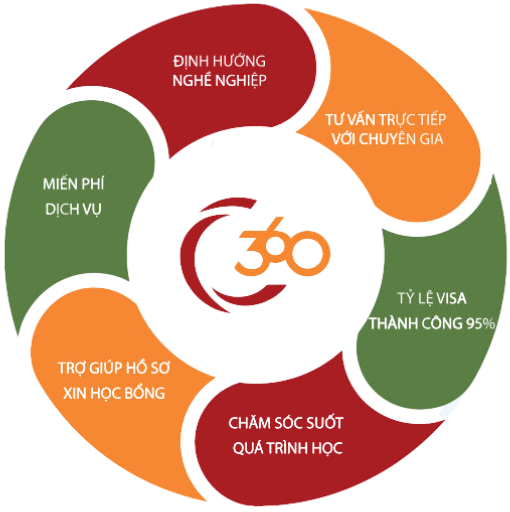 ĐỊNH HƯỚNG
NGHỀ NGHIỆP
TƯ VẤN TRỰC TIẾP
VỚI CHUYÊN GIA
TỶ LỆ VISA
THÀNH CÔNG 95%
CHĂM SÓC SUỐT
QUÁ TRÌNH HỌC
TRỢ GIÚP HỒ SƠ
XIN HỌC BỔNG
MIẾN PHÍ
DỊCH VỤ
360